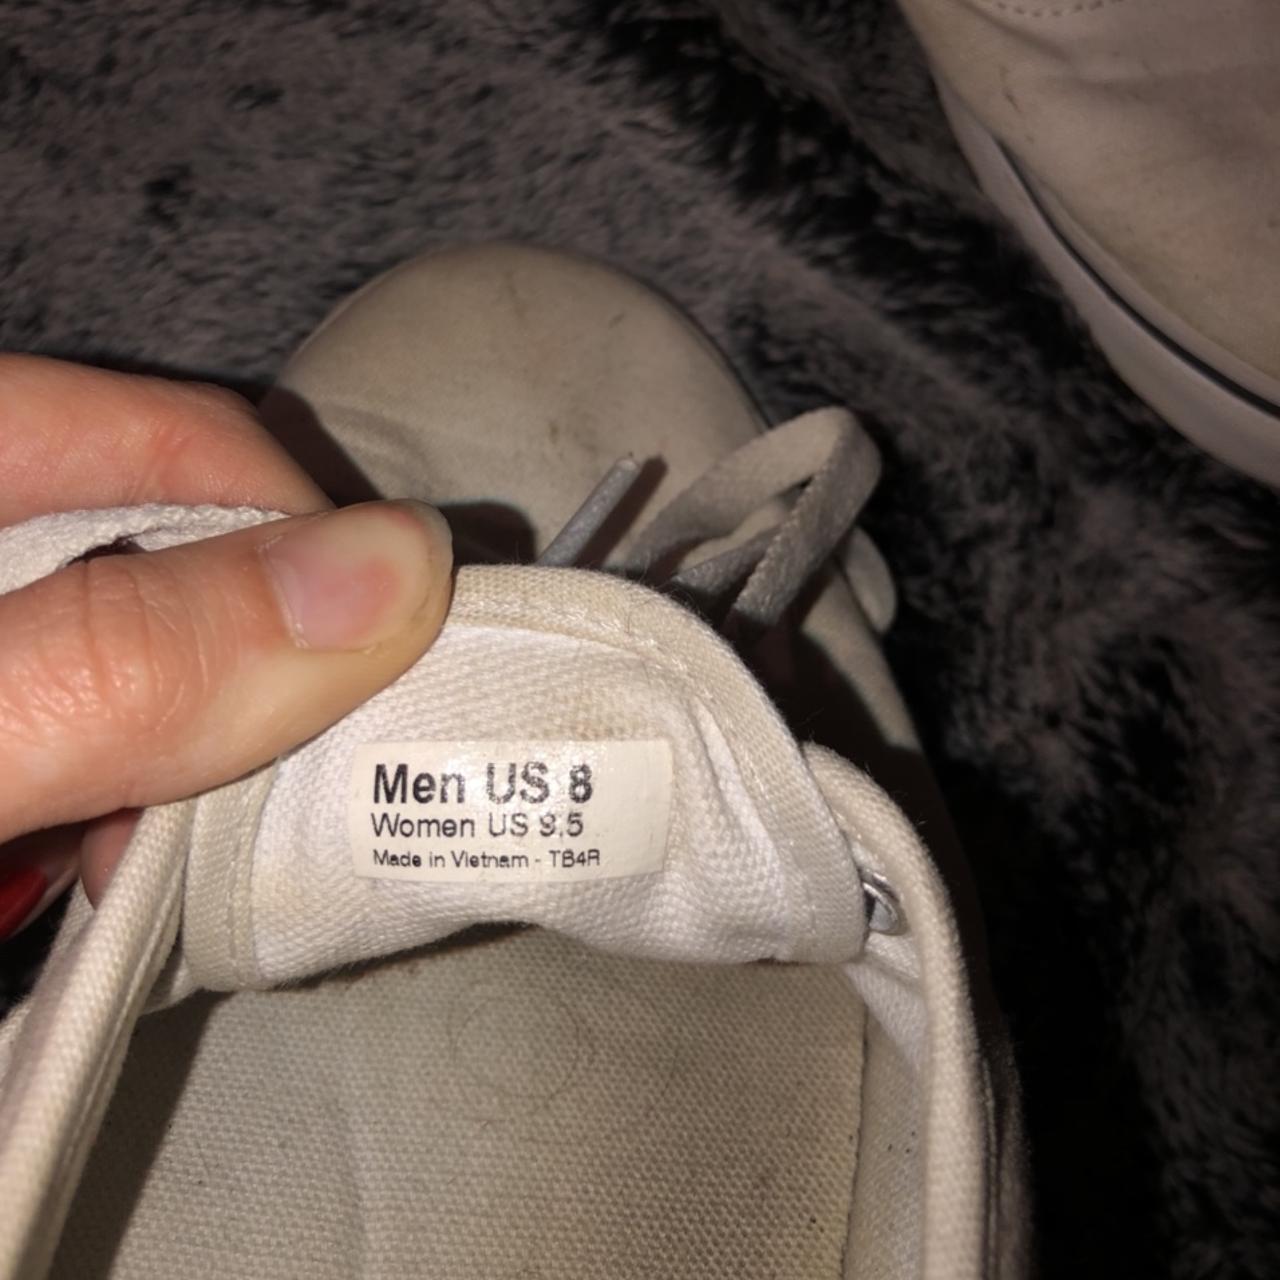 Men US 8
Women US 9.5
Made in Vietnam - TB4R